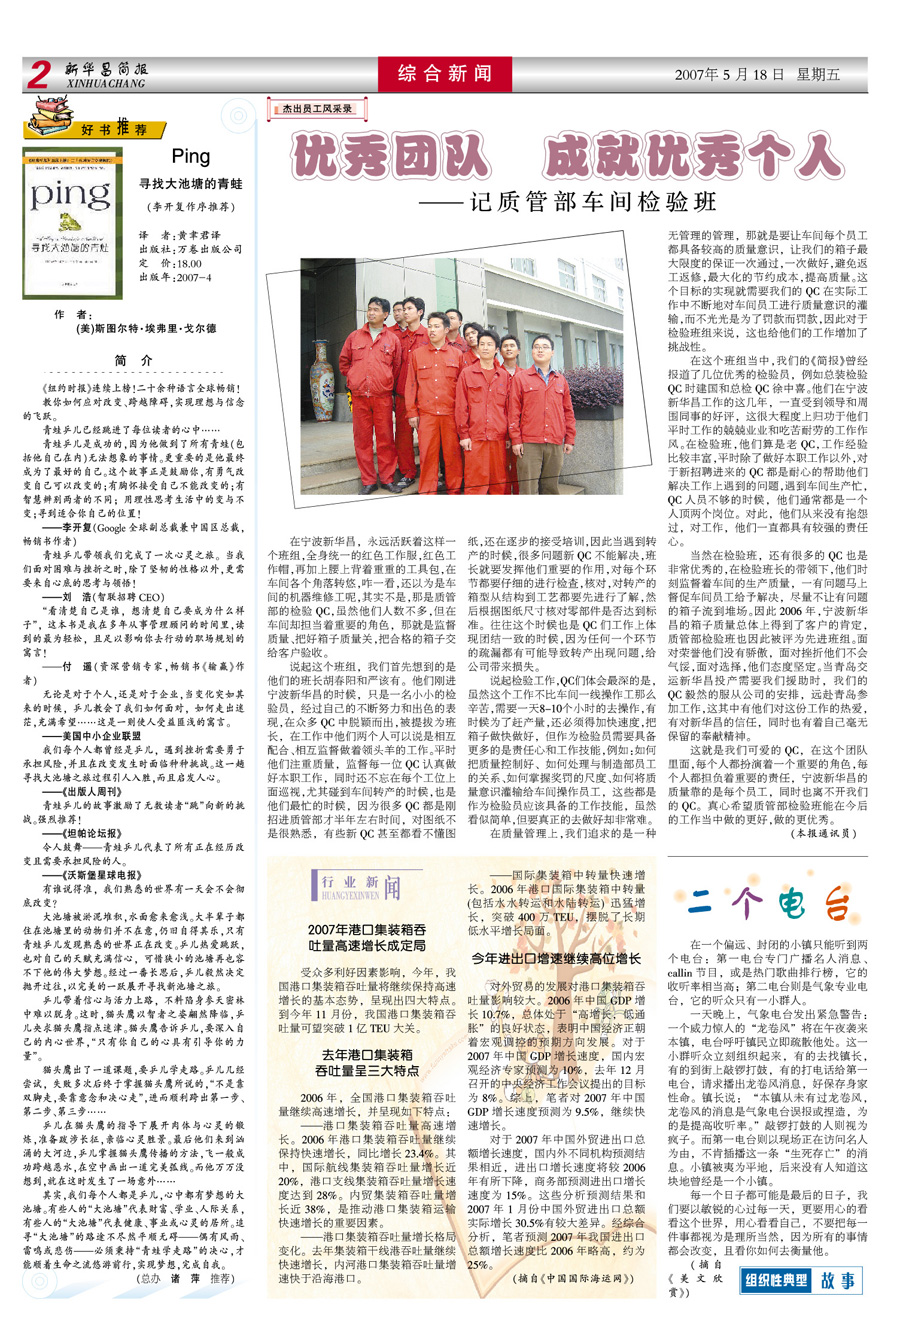 2 新华昌简报
XINHUACHANG
综合新闻
2007年5月18日 星期五
好书推荐
ping
寻找大池塘的青蛙
Ping
寻找大池塘的青蛙
(李开复作序推荐)
译 者:黄聿君译
出版社:万卷出版公司
定 价:18.00
出版年:2007-4
作 者:
(美)斯图尔特·埃弗里·戈尔德
简 介
《纽约时报》连续上榜!二十余种语言全球畅销!
教你如何应对改变、跨越障碍,实现理想与信念
的飞跃。
青蛙乒儿已经跳进了每位读者的心中……
青蛙乒儿是成功的,因为他做到了所有青蛙(包
括他自己在内)无法想象的事情。更重要的是他最终
成为了最好的自己。这个故事正是鼓励你,有勇气改
变自己可以改变的;有胸怀接受自己不能改变的;有
智慧辨别两者的不同;用理性思考生活中的变与不
变;寻到适合你自己的位置!
——李开复(Google 全球副总裁兼中国区总裁,
畅销书作者)
青蛙乒儿带领我们完成了一次心灵之旅。当我
们面对困难与挫折之时,除了坚韧的性格以外,更需
要来自心底的思考与领悟!
——刘 浩(智联招聘 CEO)
“看清楚自己是谁,想清楚自己要成为什么样
子”,这本书是我在多年从事管理顾问的时间里,读
到的最为轻松,且足以影响你去行动的职场规划的
寓言!
——付 遥(资深营销专家,畅销书《输赢》作
者)
无论是对于个人,还是对于企业,当变化突如其
来的时候,乒儿教会了我们如何面对,如何走出迷
茫,充满希望……这是一则使人受益匪浅的寓言。
——美国中小企业联盟
我们每个人都曾经是乒儿,遇到挫折需要勇于
承担风险,并且在改变发生时面临种种挑战。这一趟
寻找大池塘之旅过程引人入胜,而且启发人心。
——《出版人周刊》
青蛙乒儿的故事激励了无数读者“跳”向新的挑
战。强烈推荐!
——《坦帕论坛报》
令人鼓舞——青蛙乒儿代表了所有正在经历改
变且需要承担风险的人。
——《沃斯堡星球电报》
有谁说得准,我们熟悉的世界有一天会不会彻
底改变?
大池塘被淤泥堆积,水面愈来愈浅。大半辈子都
住在池塘里的动物们并不在意,仍旧自得其乐,只有
青蛙乒儿发现熟悉的世界正在改变。乒儿热爱跳跃,
也对自己的天赋充满信心,可惜狭小的池塘再也容
不下他的伟大梦想。经过一番长思后,乒儿毅然决定
抛开过往,以完美的一跃展开寻找新池塘之旅。
乒儿带着信心与活力上路,不料陷身参天密林
中难以脱身。这时,猫头鹰以智者之姿翩然降临,乒
儿央求猫头鹰指点迷津。猫头鹰告诉乒儿,要深入自
己的内心世界,“只有你自己的心具有引导你的力
量”。
猫头鹰出了一道课题,要乒儿学走路。乒儿几经
尝试,失败多次后终于掌握猫头鹰所说的,“不是靠
双脚走,要靠意念和决心走”,进而顺利跨出第一步、
第二步、第三步……
乒儿在猫头鹰的指导下展开肉体与心灵的锻
炼,准备跋涉长征,亲临心灵胜景。最后他们来到汹
涌的大河边,乒儿掌握猫头鹰传播的方法,飞一般成
功跨越恶水,在空中画出一道完美弧线。而他万万没
想到,就在这时发生了一场意外……
其实,我们每个人都是乒儿,心中都有梦想的大
池塘。有些人的“大池塘”代表财富、学业、人际关系,
有些人的“大池塘”代表健康、事业或心灵的居所。追
寻“大池塘”的路途不尽然平顺无碍——偶有风雨、
雷鸣或悲伤——必须秉持“青蛙学走路”的决心,才
能顺着生命之流悠游前行,实现梦想,完成自我。
(总办 诸 萍 推荐)
杰出员工风采录
优秀团队 成就优秀个人
——记质管部车间检验班
在宁波新华昌,永远活跃着这样一
个班组,全身统一的红色工作服,红色工
作帽,再加上腰上背着重重的工具包,在
车间各个角落转悠,咋一看,还以为是车
间的机器维修工呢,其实不是,那是质管
部的检验 QC,虽然他们人数不多,但在
车间却担当着重要的角色,那就是监督
质量、把好箱子质量关,把合格的箱子交
给客户验收。
说起这个班组,我们首先想到的是
他们的班长胡春阳和严该有。他们刚进
宁波新华昌的时候,只是一名小小的检
验员,经过自己的不断努力和出色的表
现,在众多 QC 中脱颖而出,被提拔为班
长,在工作中他们两个人可以说是相互
配合、相互监督做着领头羊的工作。平时
他们注重质量,监督每一位 QC 认真做
好本职工作,同时还不忘在每个工位上
面巡视,尤其碰到车间转产的时候,也是
他们最忙的时候,因为很多 QC 都是刚
招进质管部才半年左右时间,对图纸不
是很熟悉,有些新 QC 甚至都看不懂图
纸,还在逐步的接受培训,因此当遇到转
产的时候,很多问题新 QC 不能解决,班
长就要发挥他们重要的作用,对每个环
节都要仔细的进行检查,核对,对转产的
箱型从结构到工艺都要先进行了解,然
后根据图纸尺寸核对零部件是否达到标
准。往往这个时候也是 QC 们工作上体
现团结一致的时候,因为任何一个环节
的疏漏都有可能导致转产出现问题,给
公司带来损失。
说起检验工作,QC们体会最深的是,
虽然这个工作不比车间一线操作工那么
辛苦,需要一天8-10个小时的去操作,有
时候为了赶产量,还必须得加快速度,把
箱子做快做好,但作为检验员需要具备
更多的是责任心和工作技能,例如:如何
把质量控制好、如何处理与制造部员工
的关系、如何掌握奖罚的尺度、如何将质
量意识灌输给车间操作员工,这些都是
作为检验员应该具备的工作技能,虽然
看似简单,但要真正的去做好却非常难。
在质量管理上,我们追求的是一种
无管理的管理,那就是要让车间每个员工
都具备较高的质量意识,让我们的箱子最
大限度的保证一次通过,一次做好,避免返
工返修,最大化的节约成本,提高质量。这
个目标的实现就需要我们的 QC 在实际工
作中不断地对车间员工进行质量意识的灌
输,而不光光是为了罚款而罚款,因此对于
检验班组来说,这也给他们的工作增加了
挑战性。
在这个班组当中,我们的《简报》曾经
报道了几位优秀的检验员,例如总装检验
QC 时建国和总检 QC 徐中喜。他们在宁波
新华昌工作的这几年,一直受到领导和周
围同事的好评,这很大程度上归功于他们
平时工作的兢兢业业和吃苦耐劳的工作作
风。在检验班,他们算是老 QC,工作经验
比较丰富,平时除了做好本职工作以外,对
于新招聘进来的 QC 都是耐心的帮助他们
解决工作上遇到的问题,遇到车间生产忙,
QC 人员不够的时候,他们通常都是一个
人顶两个岗位。对此,他们从来没有抱怨
过,对工作,他们一直都具有较强的责任
心。
当然在检验班,还有很多的 QC 也是
非常优秀的,在检验班长的带领下,他们时
刻监督着车间的生产质量,一有问题马上
督促车间员工给予解决,尽量不让有问题
的箱子流到堆场。因此 2006 年,宁波新华
昌的箱子质量总体上得到了客户的肯定,
质管部检验班也因此被评为先进班组。面
对荣誉他们没有骄傲,面对挫折他们不会
气馁,面对选择,他们态度坚定。当青岛交
运新华昌投产需要我们援助时,我们的
QC 毅然的服从公司的安排,远赴青岛参
加工作,这其中有他们对这份工作的热爱,
有对新华昌的信任,同时也有着自己毫无
保留的奉献精神。
这就是我们可爱的 QC,在这个团队
里面,每个人都扮演着一个重要的角色,每
个人都担负着重要的责任,宁波新华昌的
质量靠的是每个员工,同时也离不开我们
的 QC。真心希望质管部检验班能在今后
的工作当中做的更好,做的更优秀。
(本报通讯员)
行业新闻
HUANGYEXINWEN
2007年港口集装箱吞
吐量高速增长成定局
受众多利好因素影响,今年,我
国港口集装箱吞吐量将继续保持高速
增长的基本态势,呈现出四大特点。
到今年 11 月份,我国港口集装箱吞
吐量可望突破 1 亿 TEU 大关。
去年港口集装箱
吞吐量呈三大特点
2006 年,全国港口集装箱吞吐
量继续高速增长,并呈现如下特点:
——港口集装箱吞吐量高速增
长。2006 年港口集装箱吞吐量继续
保持快速增长,同比增长 23.4%。其
中,国际航线集装箱吞吐量增长近
20%,港口支线集装箱吞吐量增长速
度达到 28%。内贸集装箱吞吐量增
长近 38%,是推动港口集装箱运输
快速增长的重要因素。
——港口集装箱吞吐量增长格局
变化。去年集装箱干线港吞吐量继续
快速增长,内河港口集装箱吞吐量增
速快于沿海港口。
——国际集装箱中转量快速增
长。2006 年港口国际集装箱中转量
(包括水水转运和水陆转运) 迅猛增
长,突破 400 万 TEU,摆脱了长期
低水平增长局面。
今年进出口增速继续高位增长
对外贸易的发展对港口集装箱吞
吐量影响较大。2006 年中国 GDP 增
长 10.7%,总体处于“高增长、低通
胀”的良好状态,表明中国经济正朝
着宏观调控的预期方向发展。对于
2007 年中国 GDP 增长速度,国内宏
观经济专家预测为 10%,去年 12 月
召开的中央经济工作会议提出的目标
为 8%。综上,笔者对 2007 年中国
GDP 增长速度预测为 9.5%,继续快
速增长。
对于 2007 年中国外贸进出口总
额增长速度,国内外不同机构预测结
果相近,进出口增长速度将较 2006
年有所下降,商务部预测进出口增长
速度为 15%。这些分析预测结果和
2007 年 1 月份中国外贸进出口总额
实际增长 30.5%有较大差异。经综合
分析,笔者预测 2007 年我国进出口
总额增长速度比 2006 年略高,约为
25%。
(摘自《中国国际海运网》)
二个电台
在一个偏远、封闭的小镇只能听到两
个电台:第一电台专门广播名人消息、
callin 节目,或是热门歌曲排行榜,它的
收听率相当高;第二电台则是气象专业电
台,它的听众只有一小群人。
一天晚上,气象电台发出紧急警告:
一个威力惊人的“龙卷风”将在午夜袭来
本镇,电台呼吁镇民立即疏散他处。这一
小群听众立刻组织起来,有的去找镇长,
有的到街上敲锣打鼓,有的打电话给第一
电台,请求播出龙卷风消息,好保存身家
性命。镇长说:“本镇从未有过龙卷风,
龙卷风的消息是气象电台误报或捏造,为
的是提高收听率。”敲锣打鼓的人则视为
疯子。而第一电台则以现场正在访问名人
为由,不肯插播这一条“生死存亡”的消
息。小镇被夷为平地,后来没有人知道这
块地曾经是一个小镇。
每一个日子都可能是最后的日子,我
们要以敏锐的心过每一天,更要用心的看
看这个世界,用心看看自己,不要把每一
件事都视为是理所当然,因为所有的事情
都会改变,且看你如何去衡量他。
(摘自
《美文欣
赏》)
组织性典型 故事